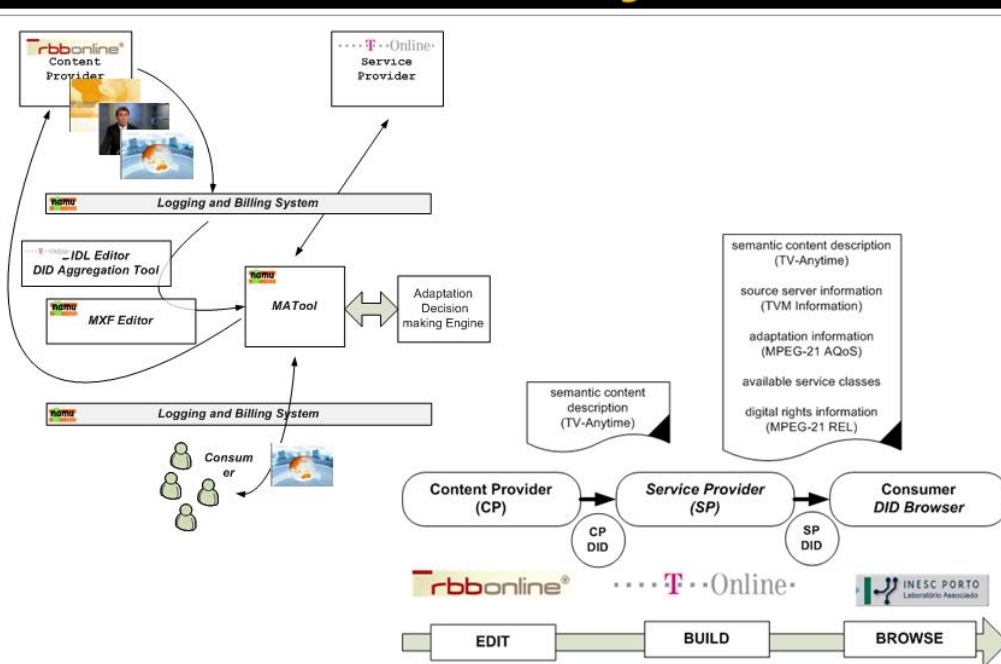 rbbonline®
Content
Provider
····T··Online·
Service
Provider
namu
Logging and Billing System
IDL Editor
DID Aggregation Tool
namu
MXF Editor
namu
MATool
Adaptation
Decision
making Engine
namu
Logging and Billing System
Consum
er
semantic content description
(TV-Anytime)
source server information
(TVM Information)
adaptation information
(MPEG-21 AQoS)
available service classes
digital rights information
(MPEG-21 REL)
semantic content
description
(TV-Anytime)
Content Provider
(CP)
CP
DID
Service Provider
(SP)
SP
DID
Consumer
DID Browser
rbbonline®
····T··Online·
INESC PORTO
Laboratório Associado
EDIT
BUILD
BROWSE